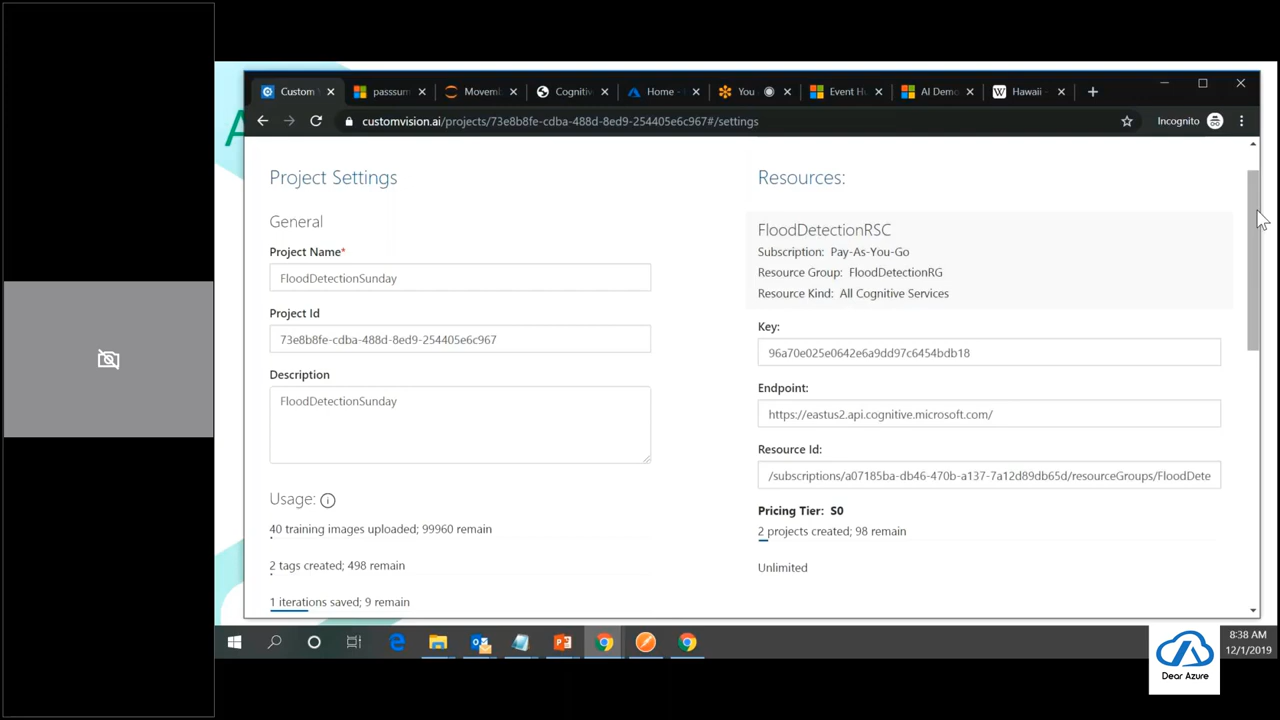 Custom
passsum
Movemb
Cogniti
Home -
You
Event H
AI Demo
Hawaii -
customvision.ai/projects/73e8b8fe-cdba-488d-8ed9-254405e6c967#/settings
Incognito
Project Settings
General
Project Name*
FloodDetectionSunday
Project Id
73e8b8fe-cdba-488d-8ed9-254405e6c967
Description
FloodDetectionSunday
Usage:
40 training images uploaded; 99960 remain
2 tags created; 498 remain
1 iterations saved; 9 remain
Resources:
FloodDetectionRSC
Subscription: Pay-As-You-Go
Resource Group: FloodDetectionRG
Resource Kind: All Cognitive Services
Key:
96a70e025e0642e6a9dd97c6454bdb18
Endpoint:
https://eastus2.api.cognitive.microsoft.com/
Resource Id:
/subscriptions/a07185ba-db46-470b-a137-7a12d89db65d/resourceGroups/FloodDete
Pricing Tier: S0
2 projects created; 98 remain
Unlimited
8:38 AM
12/1/2019
Dear Azure